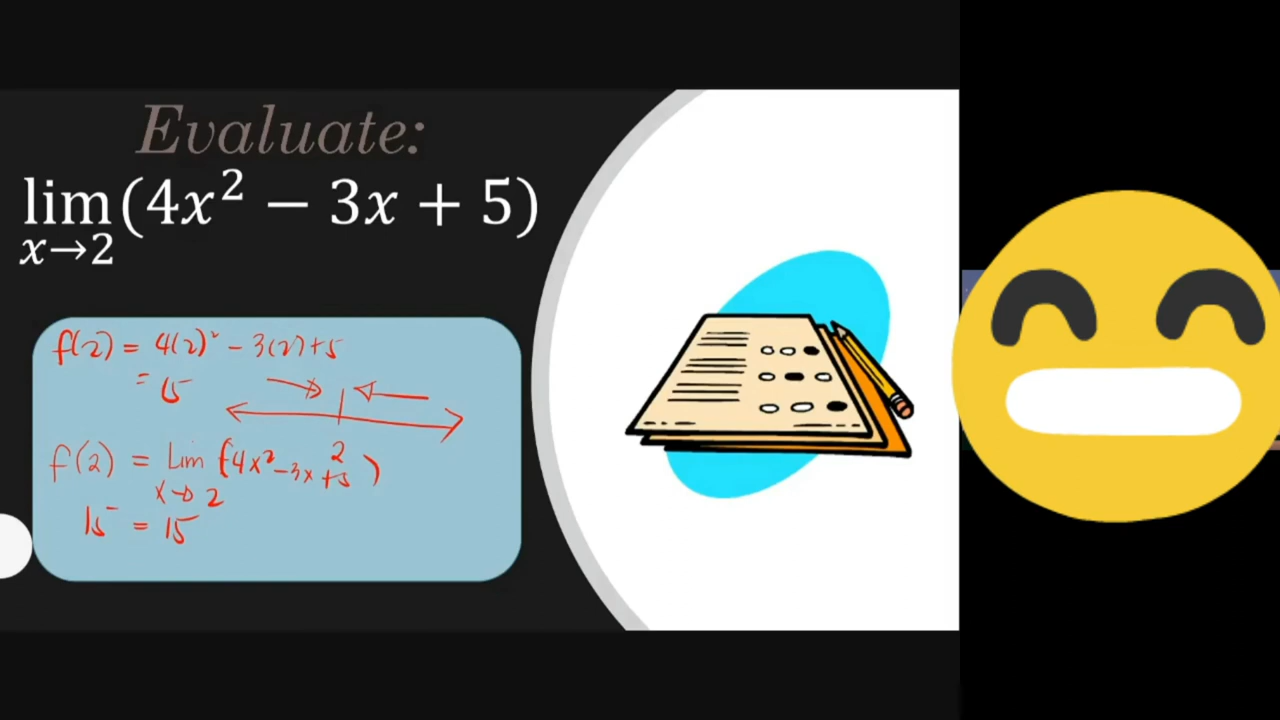 Evaluate:
lim(4x² − 3x + 5)
x→2
f(2) = 4(2)² - 3(2)+5
= 15
2
f(2) = Lim (4x²-3x+5)
x→2
15 = 15